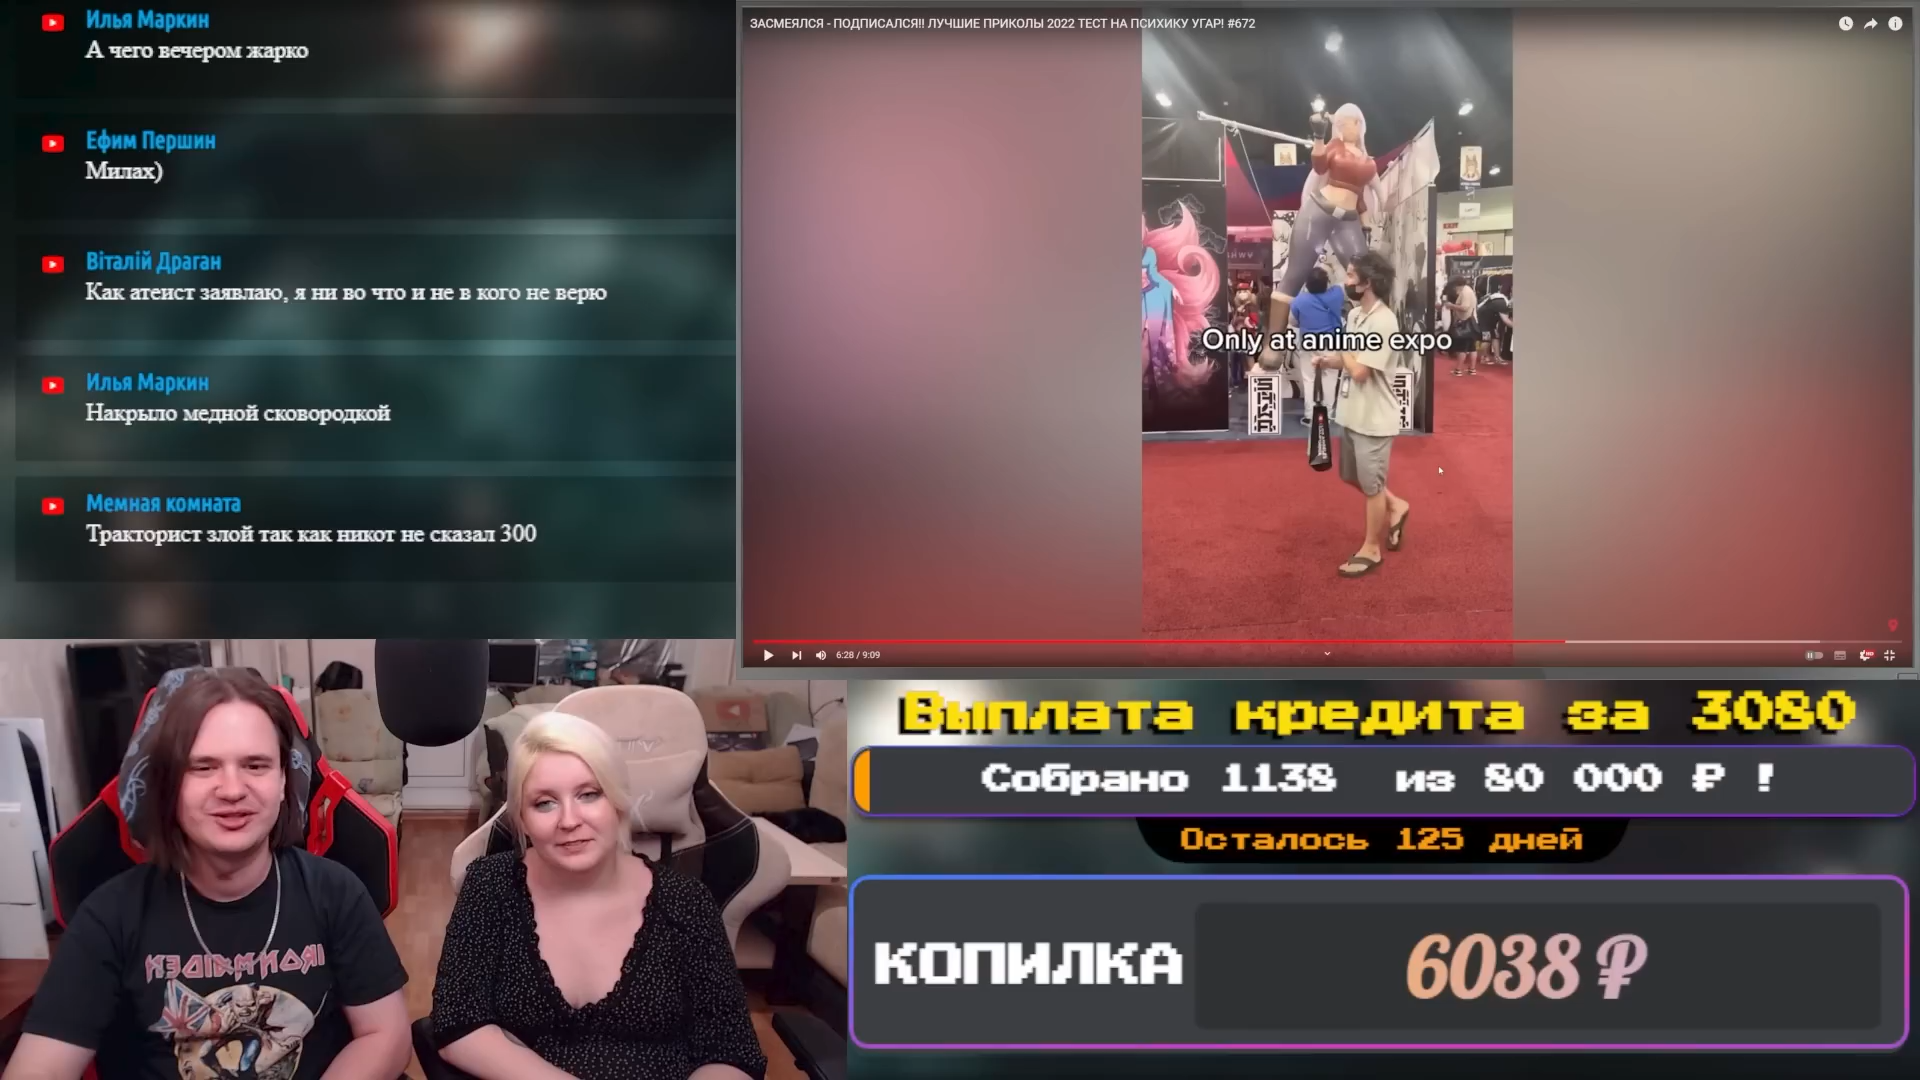 Илья Маркин
А чего вечером жарко
Ефим Першин
Милах)
Віталій Драган
Как атеист заявлаю, я ни во что и не в кого не верю
Илья Маркин
Накрыло медной сковородкой
Мемная комната
Тракторист злой так как никот не сказал 300
ЗАСМЕЯЛСЯ - ПОДПИСАЛСЯ!! ЛУЧШИЕ ПРИКОЛЫ 2022 ТЕСТ НА ПСИХИКУ УГАР! #672
Only at anime expo
6:28 / 9:09
Выплата кредита за 3080
Собрано 1138 из 80 000 ₽ !
Осталось 125 дней
КОПИЛКА
6038 ₽
IRON MAIDEN